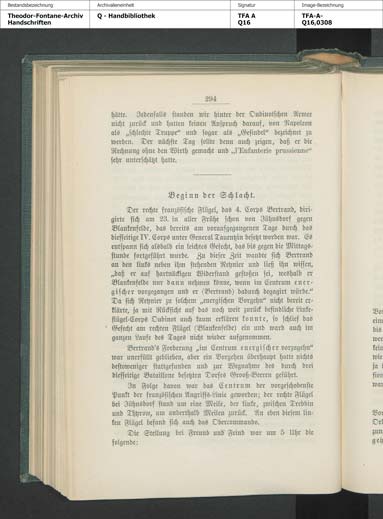 Bestandsbezeichnung
Archivalieneinheit
Signatur
Image-Bezeichnung
Theodor-Fontane-Archiv
Handschriften
Q - Handbibliothek
TFA A
Q16
TFA-A-
Q16,0308
294
hätte. Jedenfalls standen wir hinter der Oudinotschen Armee
nicht zurück und hatten keinen Anspruch darauf, von Napoleon
als „schlechte Truppe“ und sogar als „Gesindel“ bezeichnet zu
werden. Der nächste Tag sollte denn auch zeigen, daß er die
Rechnung ohne den Wirth gemacht und „l'Infanterie prussienne“
sehr unterschätzt hatte.
Beginn der Schlacht.
Der rechte französische Flügel, das 4. Corps Bertrand, diri-
girte sich am 23. in aller Frühe schon von Jühnsdorf gegen
Blankenfelde, das bereits am voraufgegangenen Tage durch das
diesseitige IV. Corps unter General Tauentzin besetzt worden war. Es
entspann sich alsbald ein leichtes Gefecht, das bis gegen die Mittags-
stunde fortgeführt wurde. Zu dieser Zeit wandte sich Bertrand
an den links neben ihm stehenden Reynier und ließ ihn wissen,
„daß er auf hartnäckigen Widerstand gestoßen sei, weshalb er
Blankenfelde nur dann nehmen könne, wenn im Centrum ener-
gischer vorgegangen und er (Bertrand) dadurch degagirt würde.“
Da sich Reynier zu solchem „energischen Vorgehn“ nicht bereit er-
klärte, ja mit Rücksicht auf das noch weit zurück befindliche linke-
flügel-Corps Oudinot auch kaum erklären konnte, so schlief das
Gefecht am rechten Flügel (Blankenfelde) ein und ward auch im
ganzen Laufe des Tages nicht wieder aufgenommen.
Bertrand's Forderung „im Centrum energischer vorzugehn“
war unerfüllt geblieben, aber ein Vorgehen überhaupt hatte nichts
destoweniger stattgefunden und zur Wegnahme des durch drei
diesseitige Bataillone besetzten Dorfes Groß-Beeren geführt.
In Folge davon war das Centrum der vorgeschobenste
Punkt der französischen Angriffs-Linie geworden; der rechte Flügel
bei Jühnsdorf stand um eine Meile, der linke, zwischen Trebbin
und Thyrow, um anderthalb Meilen zurück. An eben diesem lin-
ken Flügel befand sich auch das Obercommando.
Die Stellung bei Freund und Feind war um 5 Uhr die
folgende: